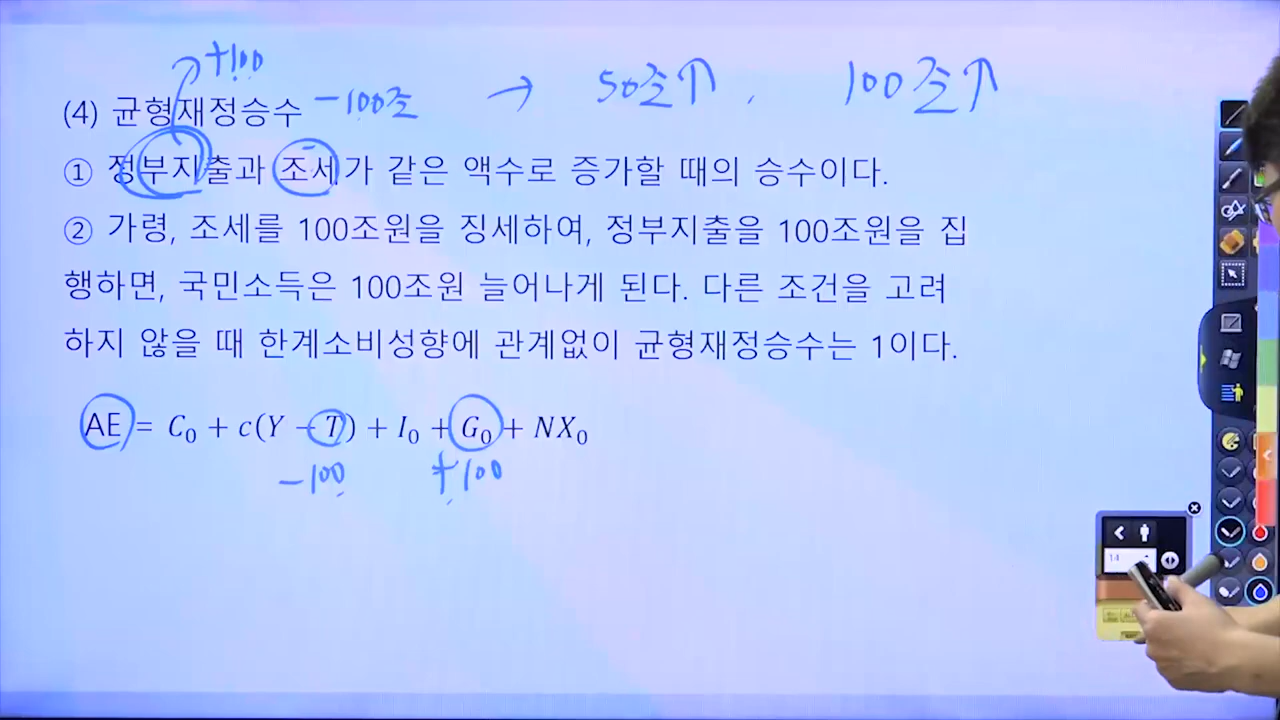 +100
(4) 균형재정승수 -100조 → 50조↑. 100조↑
① 정부지출과 조세가 같은 액수로 증가할 때의 승수이다.
② 가령, 조세를 100조원을 징세하여, 정부지출을 100조원을 집
행하면, 국민소득은 100조원 늘어나게 된다. 다른 조건을 고려
하지 않을 때 한계소비성향에 관계없이 균형재정승수는 1이다.
AE = C₀ + c(Y − T) + I₀ + G₀ + NX₀
-100 +100
14